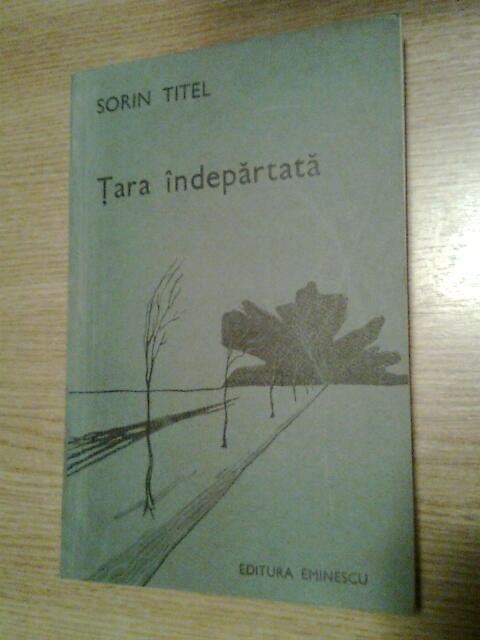 SORIN TITEL
Țara îndepărtată
EDITURA EMINESCU